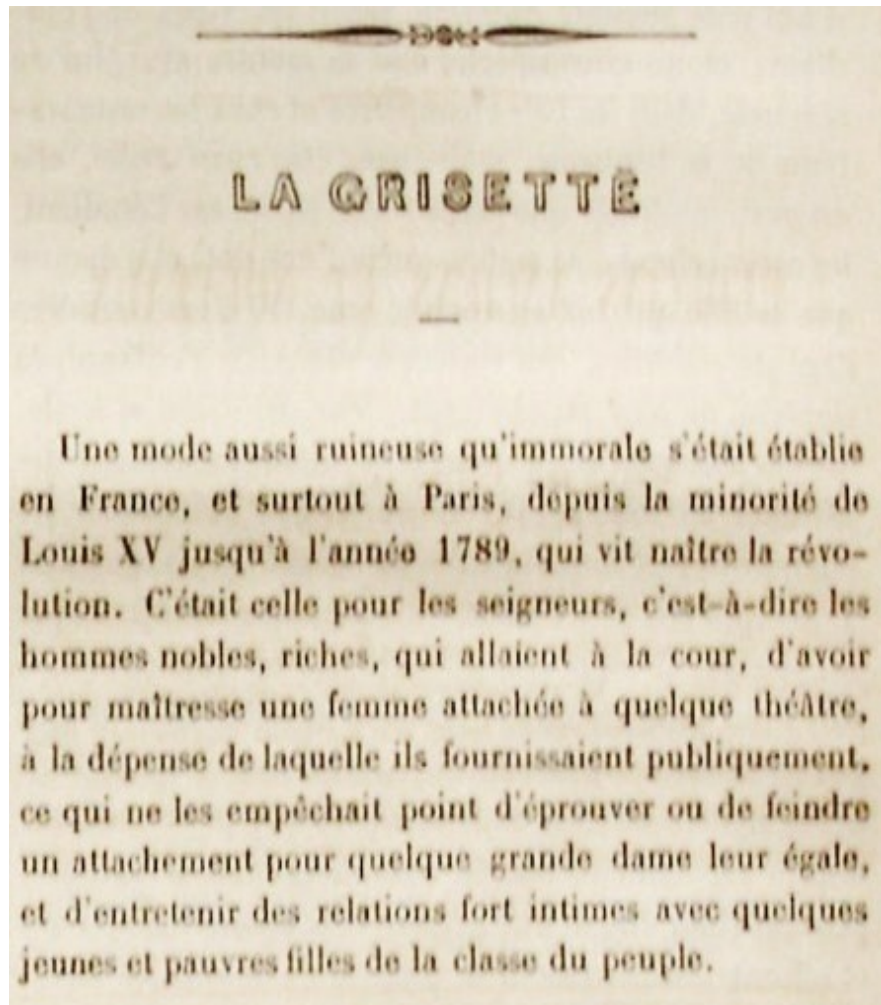 LA GRISETTE
Une mode aussi ruineuse qu'immorale s'était établie
en France, et surtout à Paris, depuis la minorité de
Louis XV jusqu'à l'année 1789, qui vit naître la révo-
lution. C'était celle pour les seigneurs, c'est-à-dire les
hommes nobles, riches, qui allaient à la cour, d'avoir
pour maîtresse une femme attachée à quelque théâtre,
à la dépense de laquelle ils fournissaient publiquement,
ce qui ne les empêchait point d'éprouver ou de feindre
un attachement pour quelque grande dame leur égale,
et d'entretenir des relations fort intimes avec quelques
jeunes et pauvres filles de la classe du peuple.